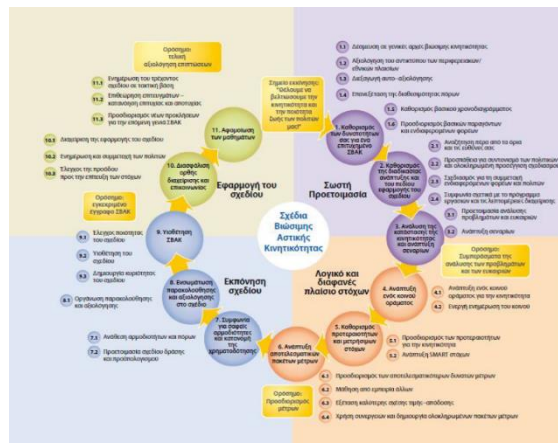 Ορόσημο:
τελική
αξιολόγηση επιπτώσεων
11.1 Ενημέρωση του τρέχοντος
σχεδίου σε τακτική βάση
11.2 Επιθεώρηση επιτευγμάτων –
κατανόηση επιτυχίας και αποτυχίας
11.3 Προσδιορισμός νέων προκλήσεων
για την επόμενη γενιά ΣΒΑΚ
10.1 Διαχείριση της εφαρμογής του σχεδίου
10.2 Ενημέρωση και συμμετοχή των πολιτών
10.3 Έλεγχος της προόδου
προς την επίτευξη των στόχων
Ορόσημο:
εγκεκριμένο
έγγραφο ΣΒΑΚ
9.1 Έλεγχος ποιότητας
του σχεδίου
9.2 Υιοθέτηση του
σχεδίου
9.3 Δημιουργία κυριότητας
του σχεδίου
8.1 Οργάνωση παρακολούθησης
και αξιολόγησης
7.1 Ανάθεση αρμοδιοτήτων και πόρων
7.2 Προετοιμασία σχεδίου δράσης
και προϋπολογισμού
Σημείο εκκίνησης:
"Θέλουμε να
βελτιώσουμε την
κινητικότητα και
την ποιότητα
ζωής των πολιτών
μας!"
1.1 Δέσμευση σε γενικές αρχές βιώσιμης κινητικότητας
1.2 Αξιολόγηση του αντικτύπου των περιφερειακών/
εθνικών πλαισίων
1.3 Διεξαγωγή αυτο-αξιολόγησης
1.4 Επανεξέταση της διαθεσιμότητας πόρων
1.5 Καθορισμός βασικού χρονοδιαγράμματος
1.6 Προσδιορισμός βασικών παραγόντων
και ενδιαφερομένων φορέων
2.1 Αναζήτηση πέρα από τα όρια
και τις ευθύνες σας
2.2 Προσπάθεια για συντονισμό των πολιτικών
και ολοκληρωμένη προσέγγιση σχεδιασμού
2.3 Σχεδιασμός για τη συμμετοχή
ενδιαφερομένων φορέων και πολιτών
2.4 Συμφωνία σχετικά με το πρόγραμμα
εργασιών και τις λεπτομέρειες διαχείρισης
3.1 Προετοιμασία ανάλυσης
προβλημάτων και ευκαιριών
3.2 Ανάπτυξη σεναρίων
Ορόσημο:
Συμπεράσματα της
ανάλυσης των προβλημάτων
και των ευκαιριών
4.1 Ανάπτυξη ενός κοινού
οράματος για την κινητικότητα
4.2 Ενεργή ενημέρωση του κοινού
5.1 Προσδιορισμός των προτεραιοτήτων
για την κινητικότητα
5.2 Ανάπτυξη SMART στόχων
6.1 Προσδιορισμός των αποτελεσματικότερων δυνατών μέτρων
6.2 Μάθηση από εμπειρία άλλων
6.3 Εξέταση καλύτερης σχέσης τιμής-απόδοσης
6.4 Χρήση συνεργειών και δημιουργία ολοκληρωμένων πακέτων μέτρων
Ορόσημο:
Προσδιορισμός
μέτρων
1. Καθορισμός των
δυνατοτήτων
σας για ένα
επιτυχημένο
ΣΒΑΚ
2. Καθορισμός
της διαδικασίας
ανάπτυξης και του
πεδίου εφαρμογής
του σχεδίου
3. Ανάλυση της
κατάστασης της
κινητικότητας και
ανάπτυξη
σεναρίων
4. Ανάπτυξη
ενός κοινού
οράματος
5. Καθορισμός
προτεραιοτήτων
και μετρήσιμων
στόχων
6. Ανάπτυξη
αποτελεσματικών
πακέτων μέτρων
7. Συμφωνία
για σαφείς
αρμοδιότητες
και κατανομή
της
χρηματοδότησης
8. Ενσωμάτωση
παρακολούθησης
και αξιολόγησης
στο σχέδιο
9. Υιοθέτηση
ΣΒΑΚ
10. Διασφάλιση
ορθής
διαχείρισης και
επικοινωνίας
11. Αφομοίωση
των μαθημάτων
Εφαρμογή του
σχεδίου
Σωστή
Προετοιμασία
Σχέδια
Βιώσιμης
Αστικής
Κινητικότητας
Εκπόνηση
σχεδίου
Λογικό και
διαφανές
πλαίσιο στόχων